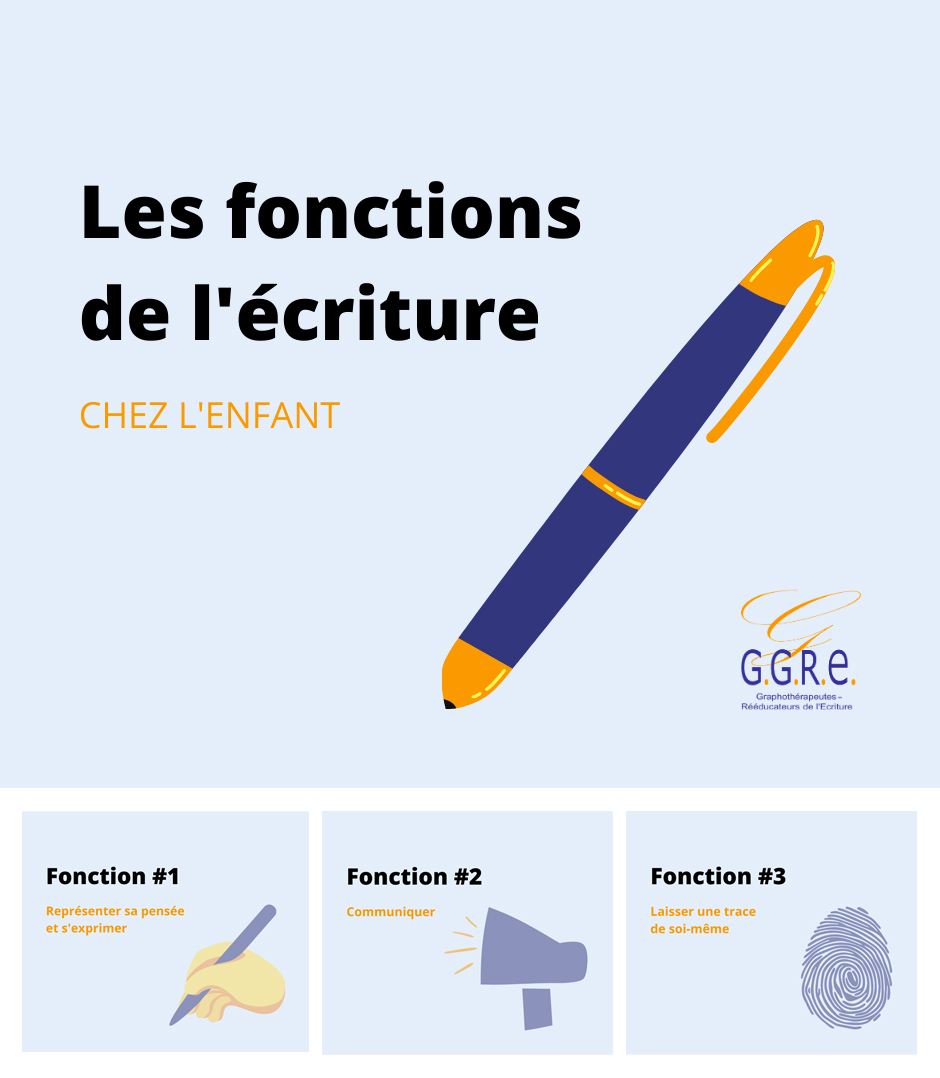 Les fonctions
de l'écriture
CHEZ L'ENFANT
G.G.R.e.
Graphothérapeutes –
Rééducateurs de l'Ecriture
Fonction #1
Représenter sa pensée
et s'exprimer
Fonction #2
Communiquer
Fonction #3
Laisser une trace
de soi-même